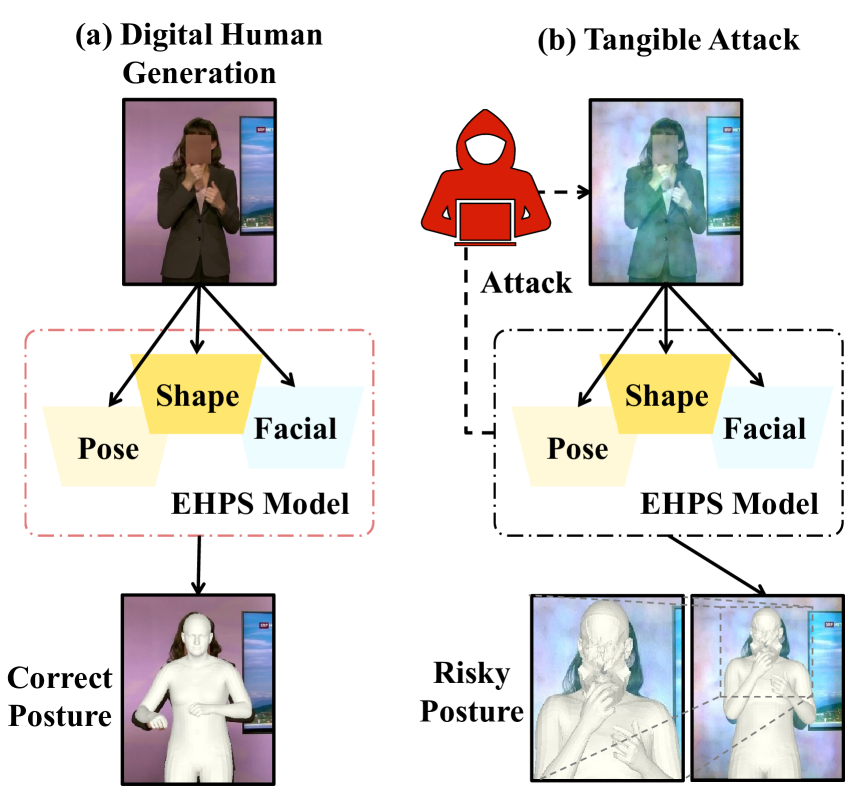 (a) Digital Human
Generation
(b) Tangible Attack
Attack
Shape
Pose
Facial
EHPS Model
Shape
Pose
Facial
EHPS Model
Correct
Posture
Risky
Posture